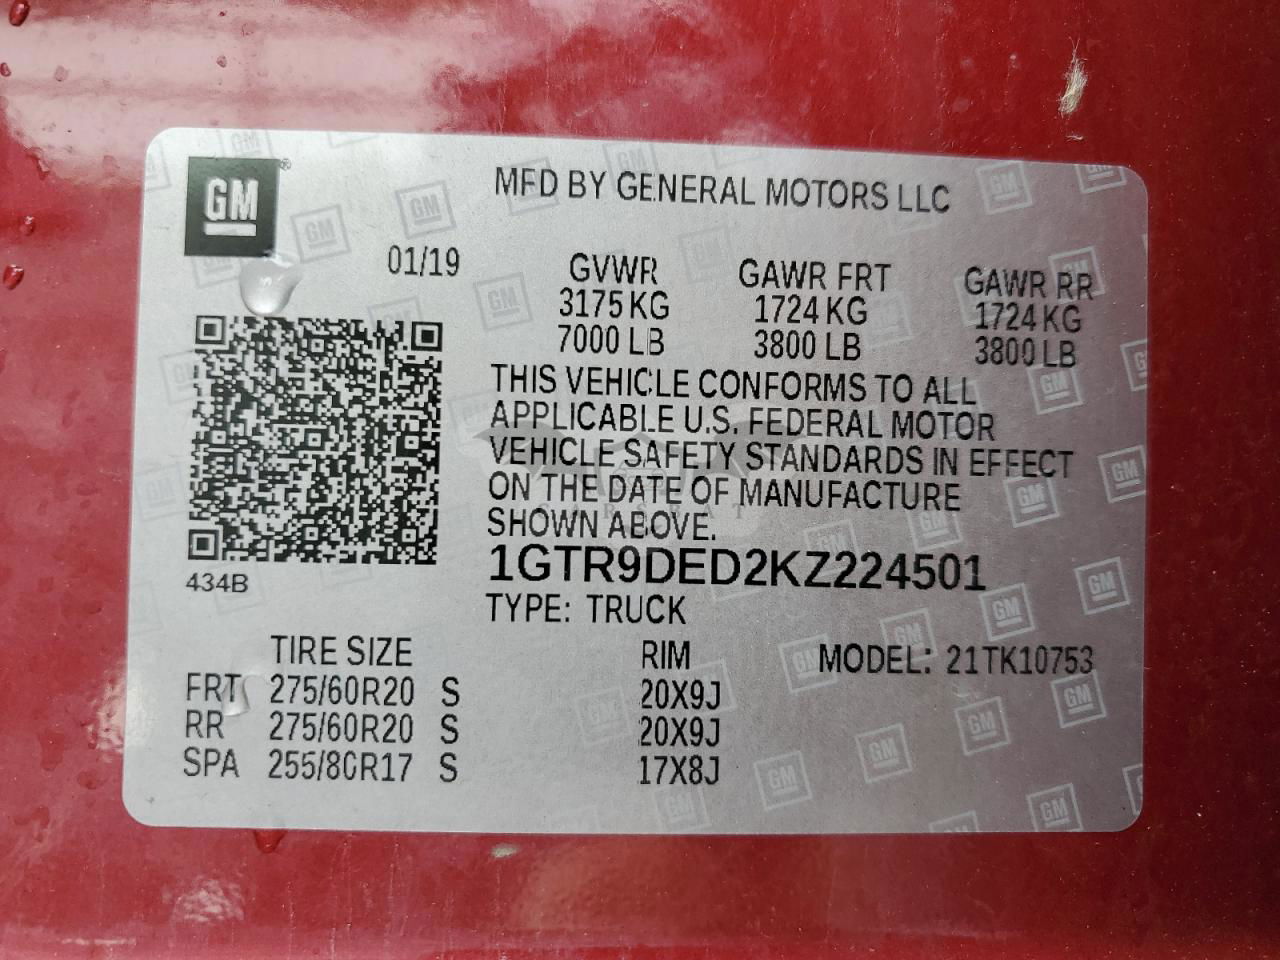 GM
MFD BY GENERAL MOTORS LLC
01/19
GVWR GAWR FRT GAWR RR
3175 KG 1724 KG 1724 KG
7000 LB 3800 LB 3800 LB
THIS VEHICLE CONFORMS TO ALL
APPLICABLE U.S. FEDERAL MOTOR
VEHICLE SAFETY STANDARDS IN EFFECT
ON THE DATE OF MANUFACTURE
SHOWN ABOVE.
1GTR9DED2KZ224501
434B
TYPE: TRUCK
TIRE SIZE RIM MODEL: 21TK10753
FRT 275/60R20 S 20X9J
RR 275/60R20 S 20X9J
SPA 255/80R17 S 17X8J